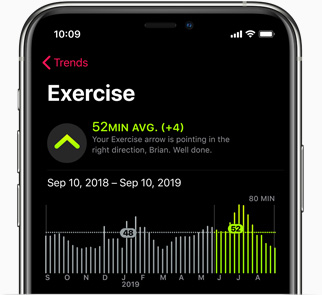 10:09
Trends
Exercise
52MIN AVG. (+4)
Your Exercise arrow is pointing in the
right direction, Brian. Well done.
Sep 10, 2018 – Sep 10, 2019
80 MIN
48
52
S O N D J F M A M J J A
2019